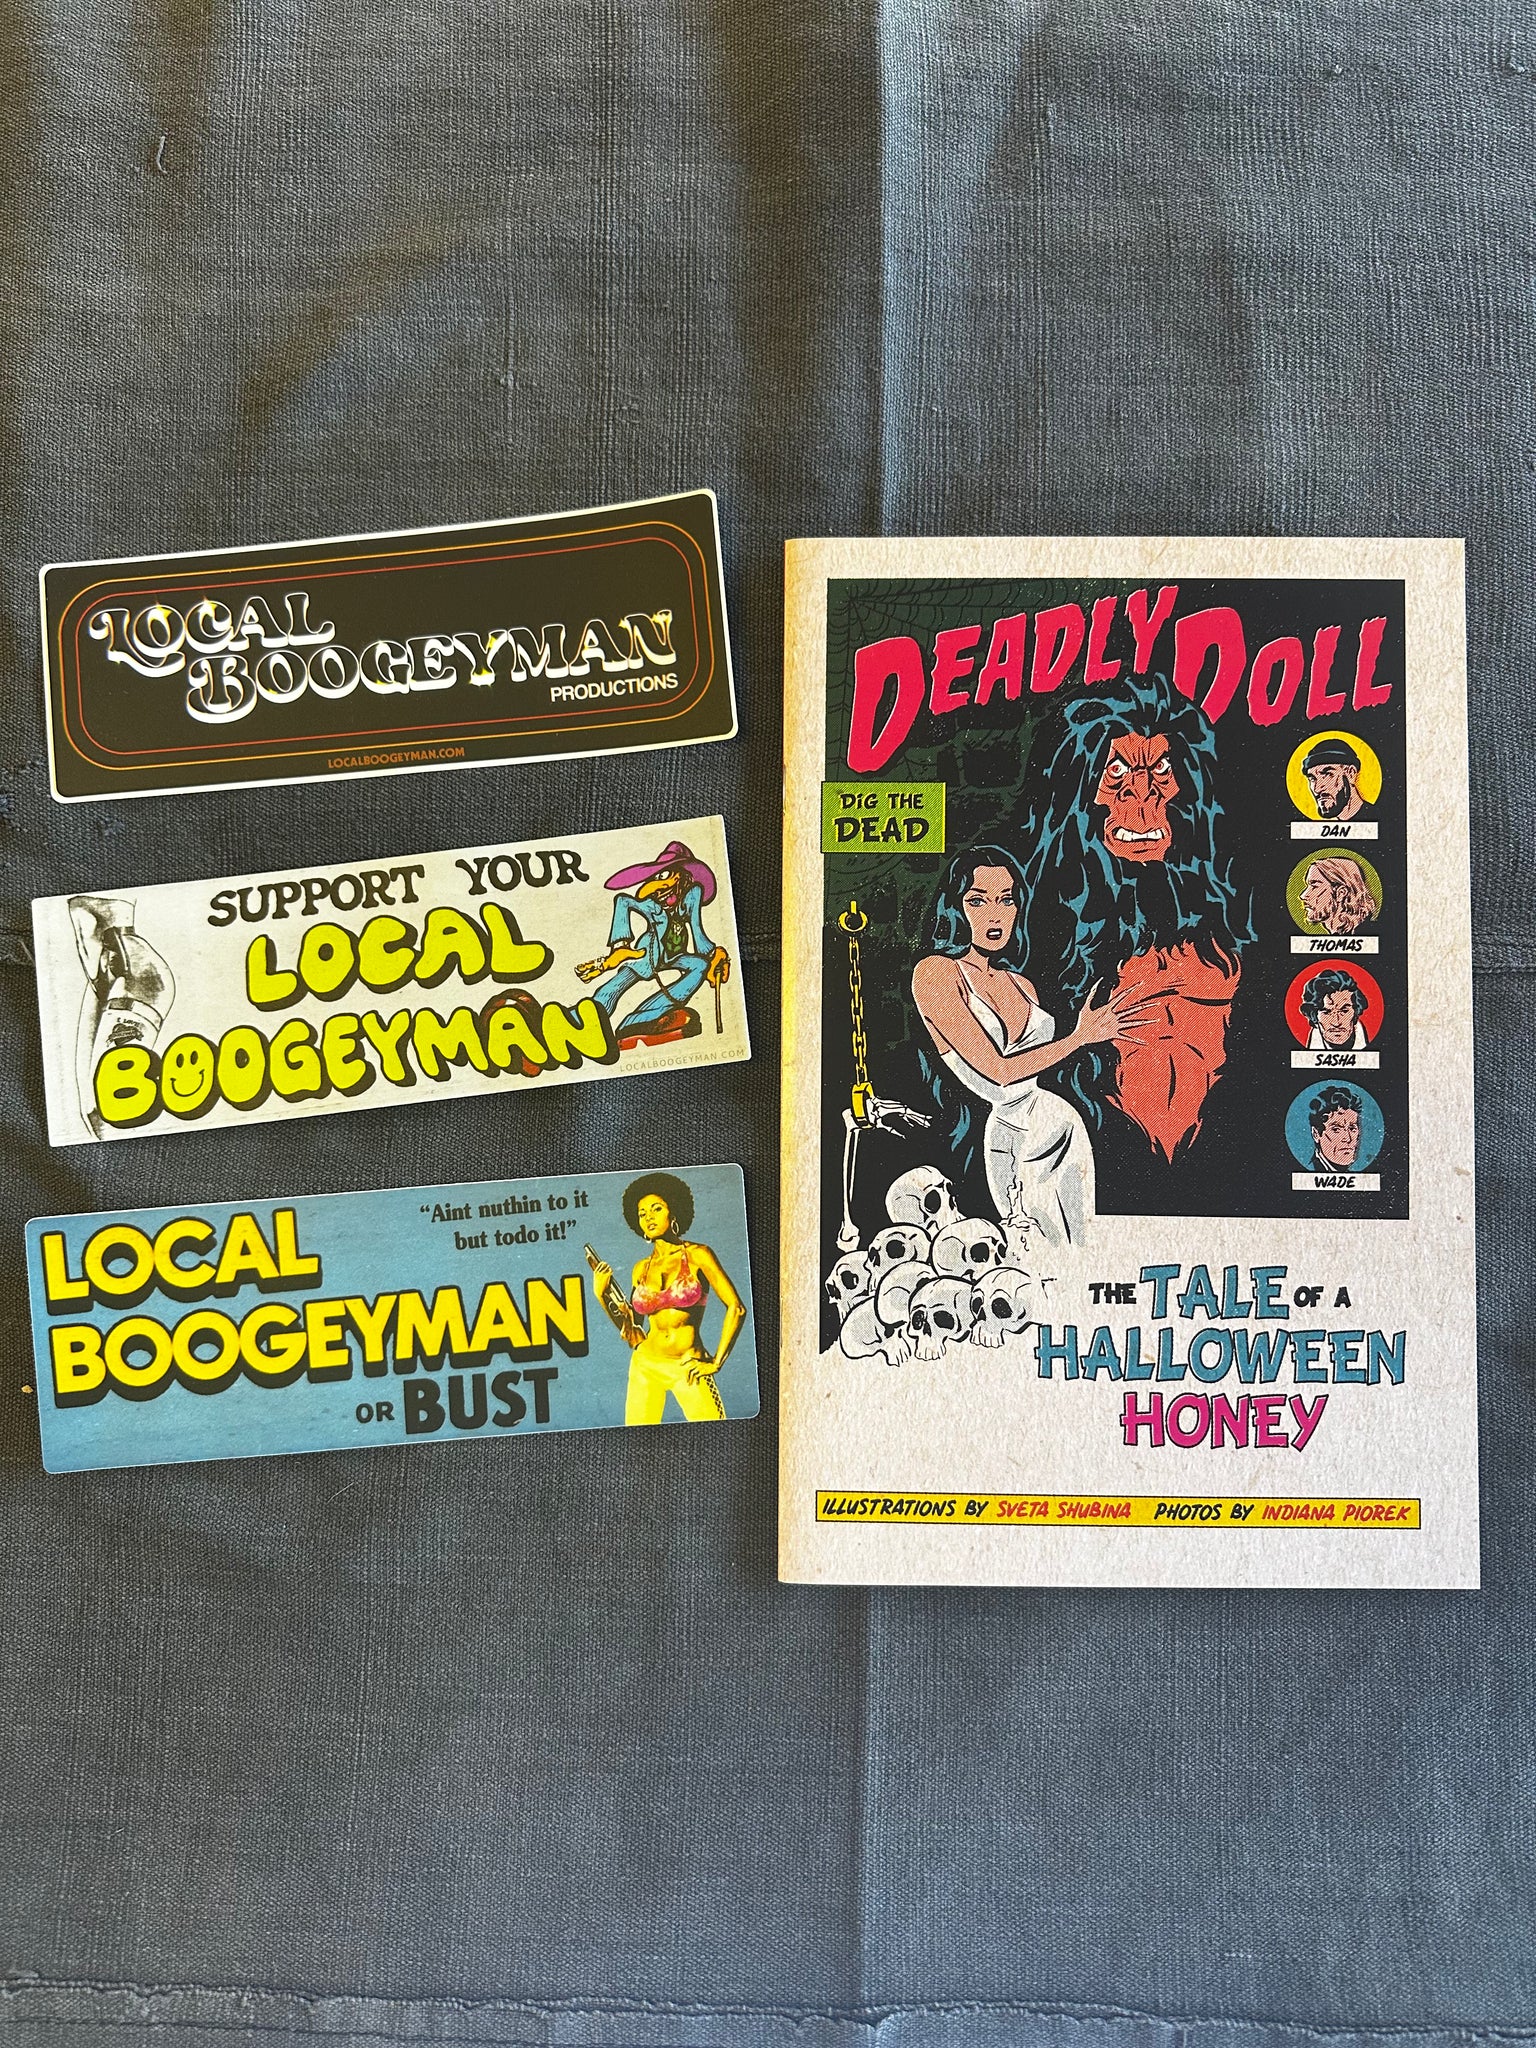 LOCAL
BOOGEYMAN
PRODUCTIONS
LOCALBOOGEYMAN.COM
SUPPORT YOUR
LOCAL
BOOGEYMAN
LOCALBOOGEYMAN.COM
"Aint nuthin to it
but todo it!"
LOCAL
BOOGEYMAN
OR BUST
DEADLY DOLL
DIG THE
DEAD
DAN
THOMAS
SASHA
WADE
THE TALE OF A
HALLOWEEN
HONEY
ILLUSTRATIONS BY SVETA SHUBINA PHOTOS BY INDIANA PIOREK